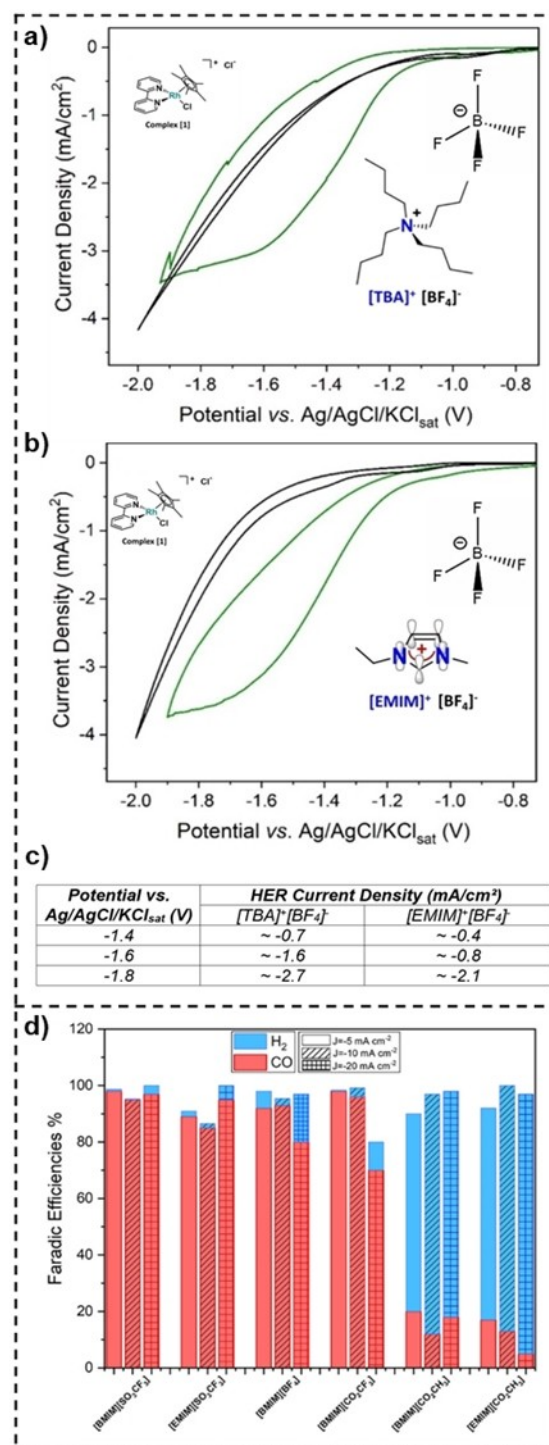 a)
0
-1
-2
-3
-4
Current Density (mA/cm²)
N
N
Rh
Cl
⁺ Cl⁻
Complex [1]
F
⊖
B
F
F
F
N
+
[TBA]⁺ [BF₄]⁻
-2.0 -1.8 -1.6 -1.4 -1.2 -1.0 -0.8
Potential vs. Ag/AgCl/KClsat (V)
b)
0
-1
-2
-3
-4
Current Density (mA/cm²)
N
N
Rh
Cl
⁺ Cl⁻
Complex [1]
F
⊖
B
F
F
F
N + N
[EMIM]⁺ [BF₄]⁻
-2.0 -1.8 -1.6 -1.4 -1.2 -1.0 -0.8
Potential vs. Ag/AgCl/KClsat (V)
c)
Potential vs. Ag/AgCl/KClsat (V) HER Current Density (mA/cm²)
[TBA]⁺[BF₄]⁻ [EMIM]⁺[BF₄]⁻
-1.4 ~ -0.7 ~ -0.4
-1.6 ~ -1.6 ~ -0.8
-1.8 ~ -2.7 ~ -2.1
d)
120
100
80
60
40
20
0
Faradic Efficiencies %
H₂
CO
J=-5 mA cm⁻²
J=-10 mA cm⁻²
J=-20 mA cm⁻²
[BMIM][SO₃CF₃]
[EMIM][SO₃CF₃]
[BMIM][BF₄]
[BMIM][CO₂CF₃]
[BMIM][CO₂CH₃]
[EMIM][CO₂CH₃]